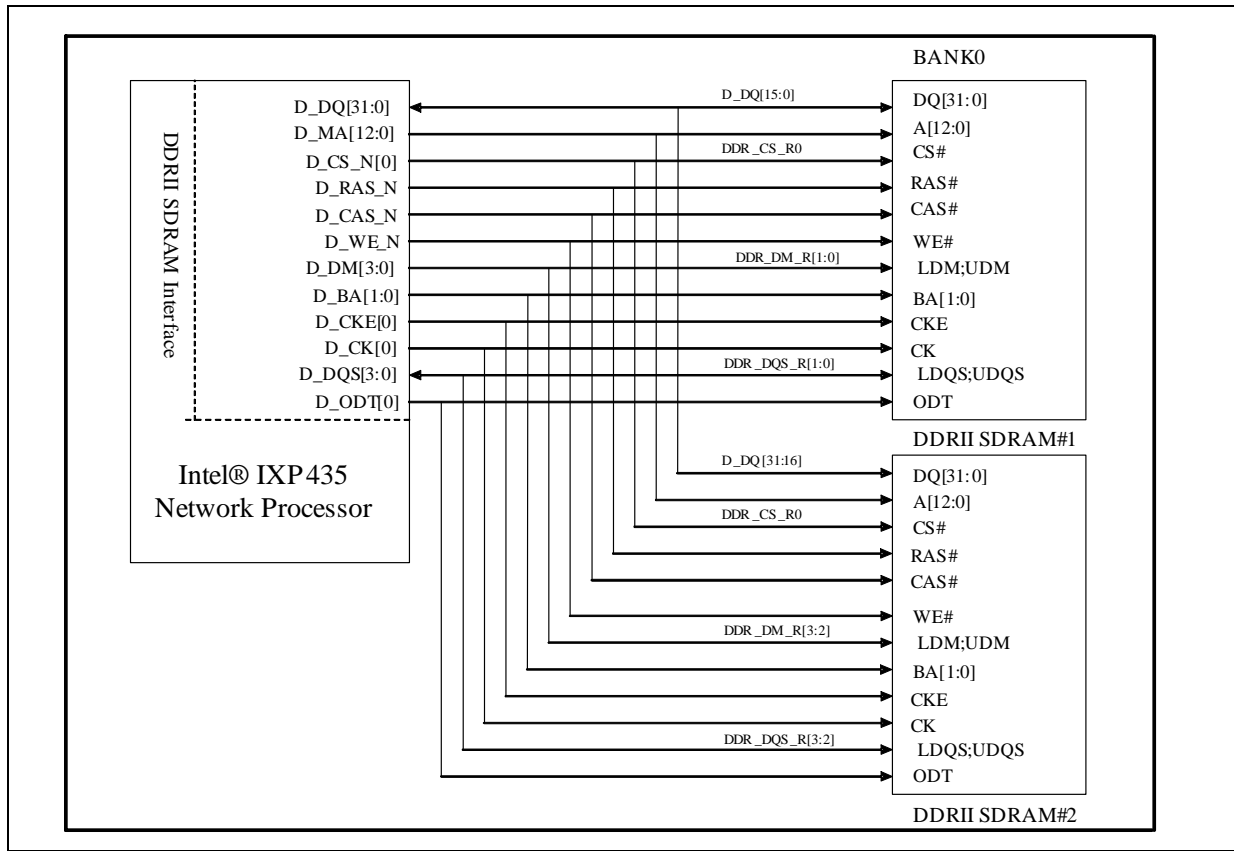 BANK0
DDRII SDRAM Interface
D_DQ[31:0]
D_MA[12:0]
D_CS_N[0]
D_RAS_N
D_CAS_N
D_WE_N
D_DM[3:0]
D_BA[1:0]
D_CKE[0]
D_CK[0]
D_DQS[3:0]
D_ODT[0]
Intel® IXP435
Network Processor
D_DQ[15:0]
DDR_CS_R0
DDR_DM_R[1:0]
DDR_DQS_R[1:0]
DQ[31:0]
A[12:0]
CS#
RAS#
CAS#
WE#
LDM;UDM
BA[1:0]
CKE
CK
LDQS;UDQS
ODT
DDRII SDRAM#1
D_DQ[31:16]
DDR_CS_R0
DDR_DM_R[3:2]
DDR_DQS_R[3:2]
DQ[31:0]
A[12:0]
CS#
RAS#
CAS#
WE#
LDM;UDM
BA[1:0]
CKE
CK
LDQS;UDQS
ODT
DDRII SDRAM#2